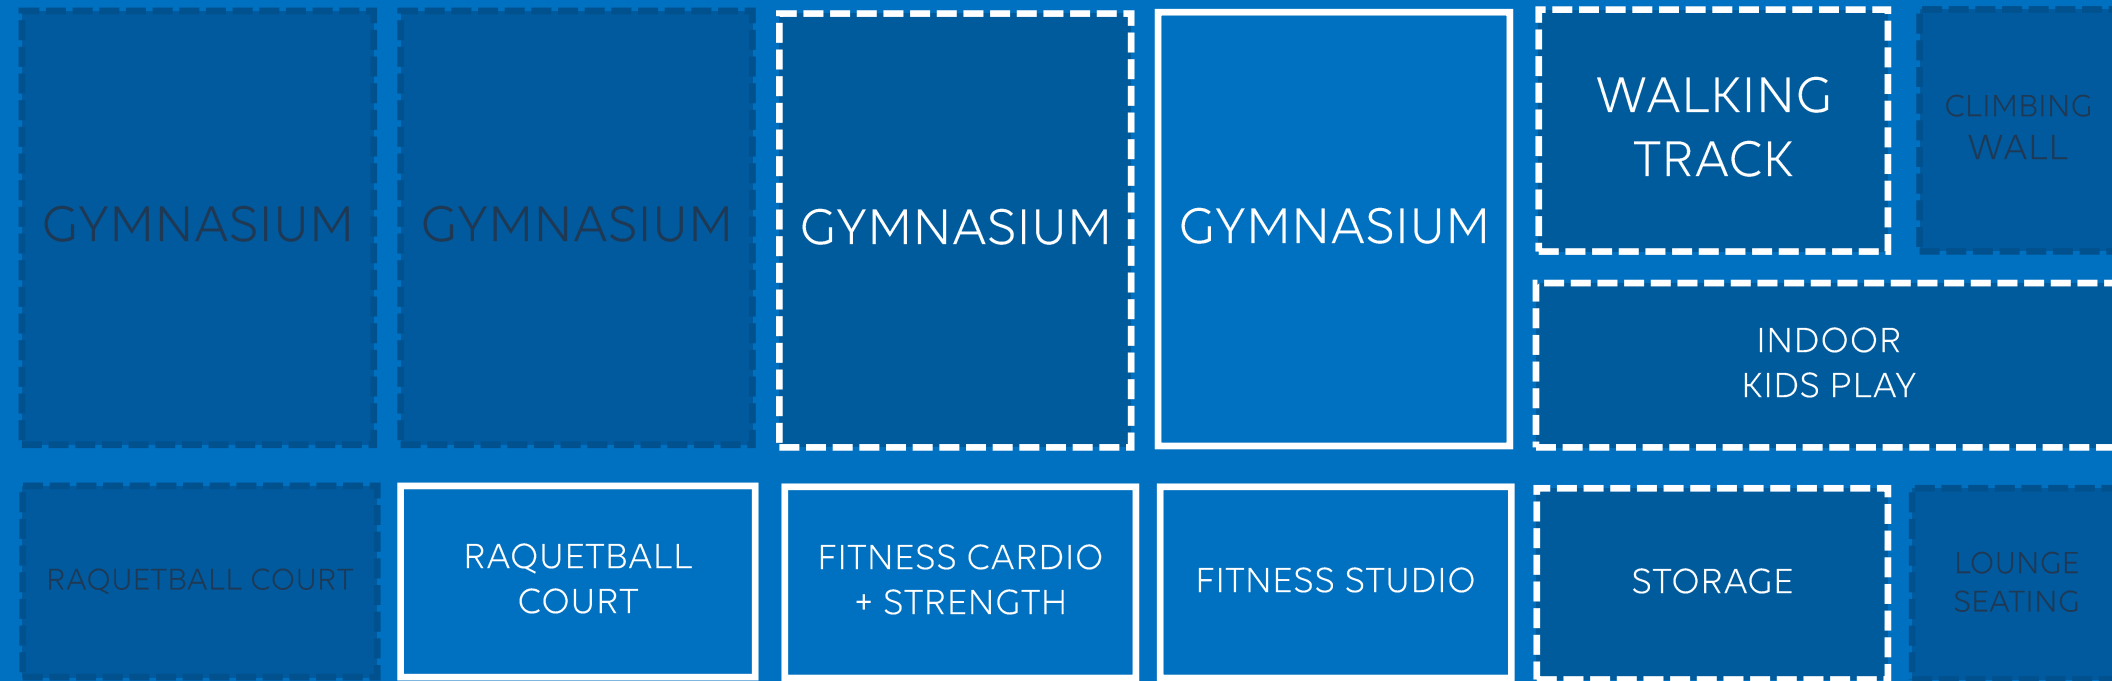 GYMNASIUM
GYMNASIUM
GYMNASIUM
GYMNASIUM
WALKING
TRACK
CLIMBING
WALL
INDOOR
KIDS PLAY
RAQUETBALL COURT
RAQUETBALL
COURT
FITNESS CARDIO
+ STRENGTH
FITNESS STUDIO
STORAGE
LOUNGE
SEATING